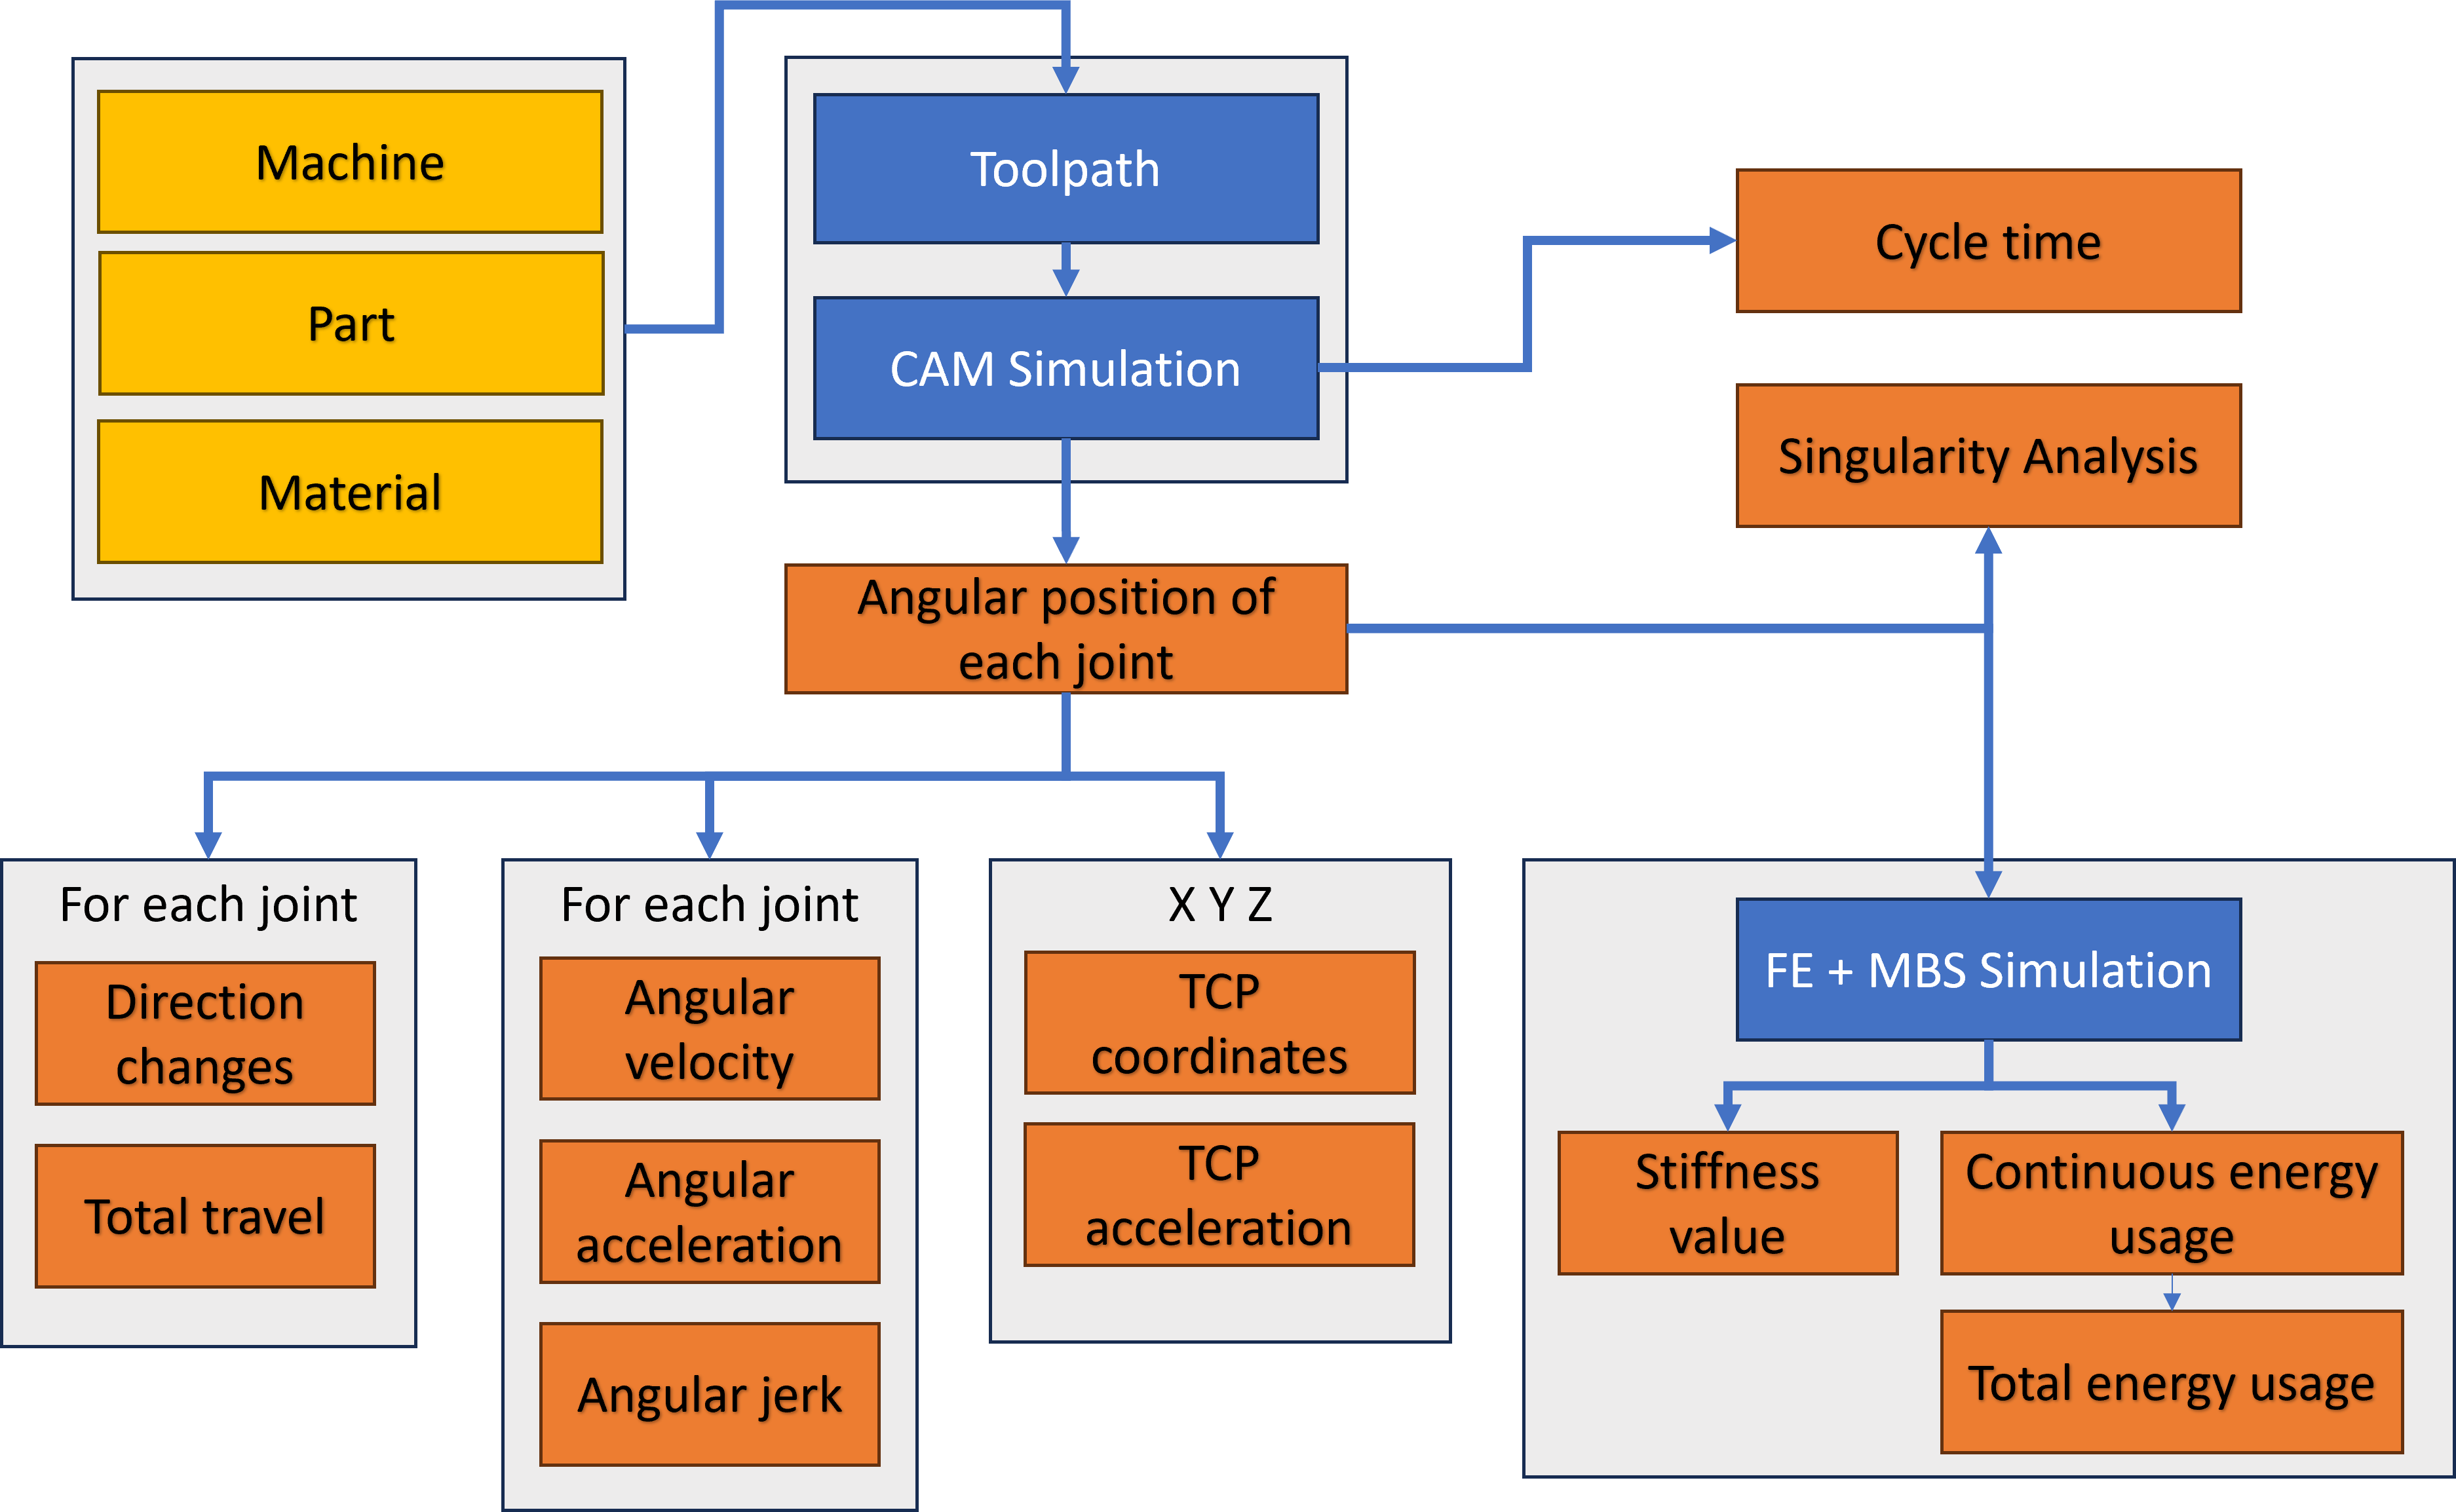 Machine
Part
Material
Toolpath
CAM Simulation
Cycle time
Singularity Analysis
Angular position of
each joint
For each joint
Direction
changes
Total travel
For each joint
Angular
velocity
Angular
acceleration
Angular jerk
X Y Z
TCP
coordinates
TCP
acceleration
FE + MBS Simulation
Stiffness
value
Continuous energy
usage
Total energy usage